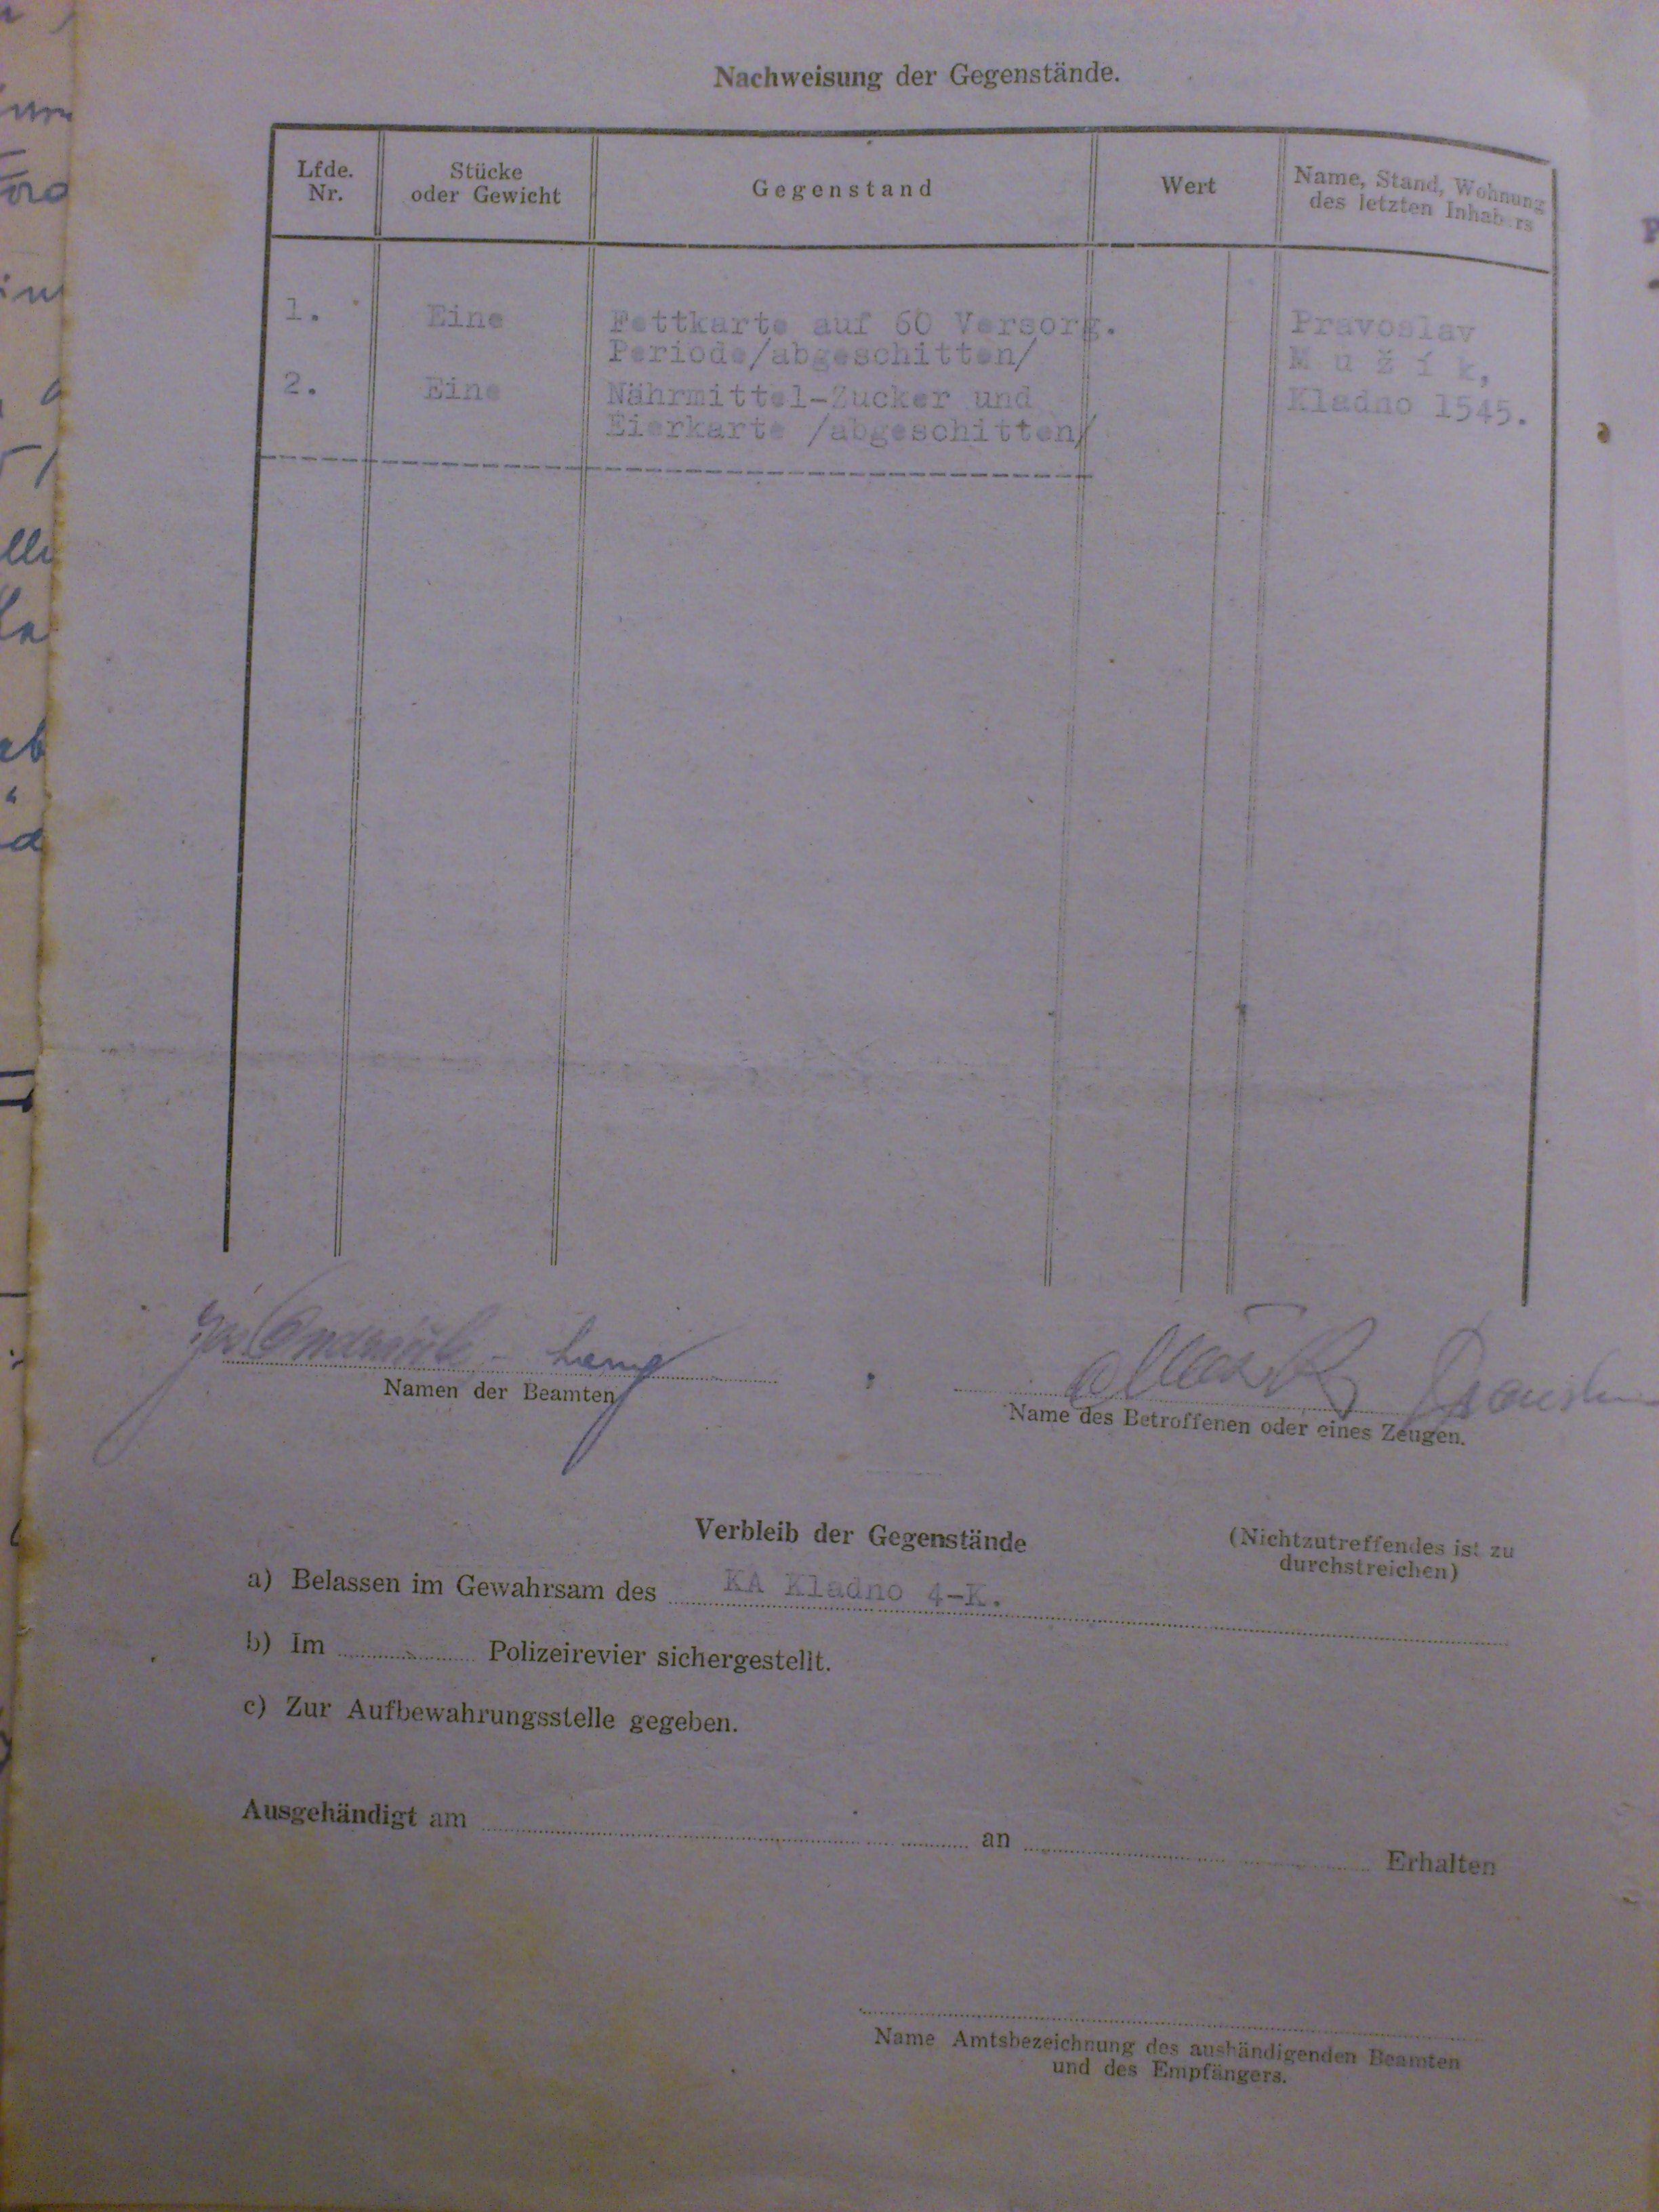 Nachweisung der Gegenstände.
Lfde. Nr.
Stücke oder Gewicht
Gegenstand
Wert
Name, Stand, Wohnung des letzten Inhabers
1. Eine Fettkarte auf 60 Versorg. Pravoslav
Periode/abgeschitten/ Mužík,
2. Eine Nährmittel-Zucker und Kladno 1545.
Eierkarte /abgeschitten/
Namen der Beamten
Name des Betroffenen oder eines Zeugen.
Verbleib der Gegenstände
(Nichtzutreffendes ist zu
durchstreichen)
a) Belassen im Gewahrsam des KA Kladno 4-K.
b) Im Polizeirevier sichergestellt.
c) Zur Aufbewahrungsstelle gegeben.
Ausgehändigt am an Erhalten
Name Amtsbezeichnung des aushändigenden Beamten
und des Empfängers.